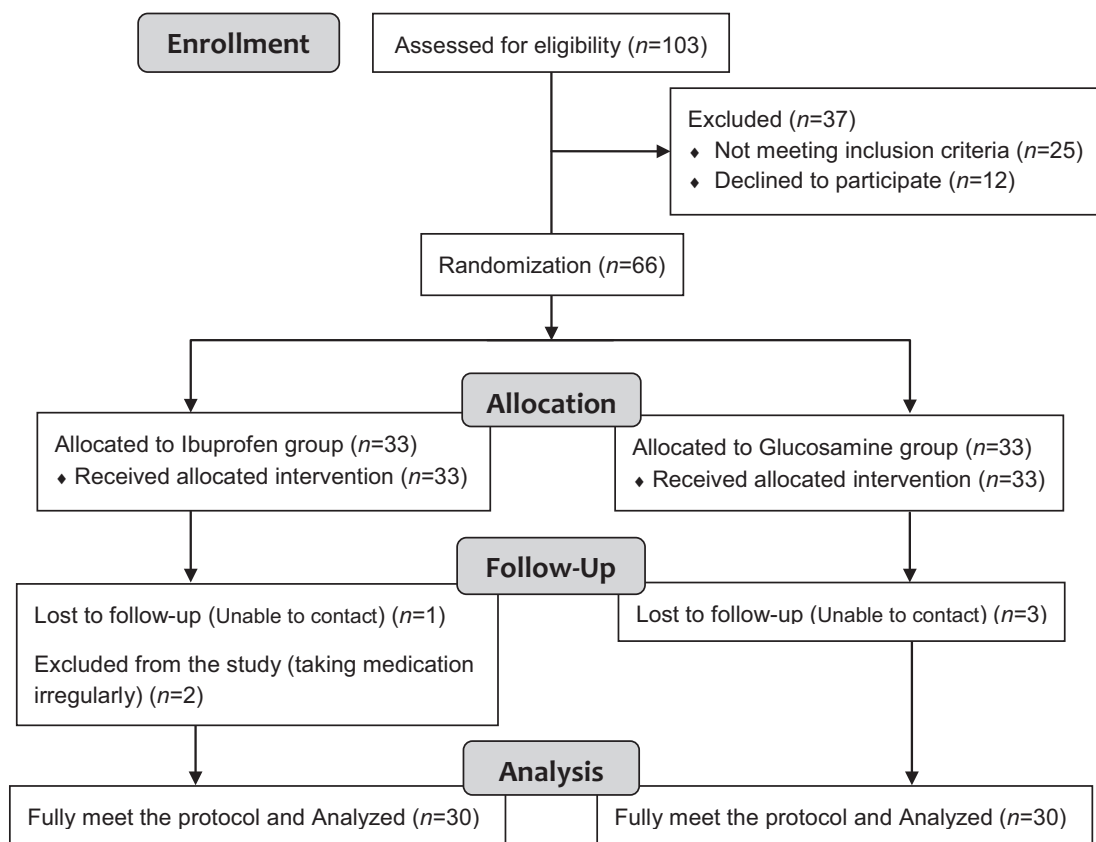 Enrollment
Assessed for eligibility (n=103)
Excluded (n=37)
♦ Not meeting inclusion criteria (n=25)
♦ Declined to participate (n=12)
Randomization (n=66)
Allocation
Allocated to Ibuprofen group (n=33)
♦ Received allocated intervention (n=33)
Allocated to Glucosamine group (n=33)
♦ Received allocated intervention (n=33)
Follow-Up
Lost to follow-up (Unable to contact) (n=1)
Excluded from the study (taking medication
irregularly) (n=2)
Lost to follow-up (Unable to contact) (n=3)
Analysis
Fully meet the protocol and Analyzed (n=30)
Fully meet the protocol and Analyzed (n=30)